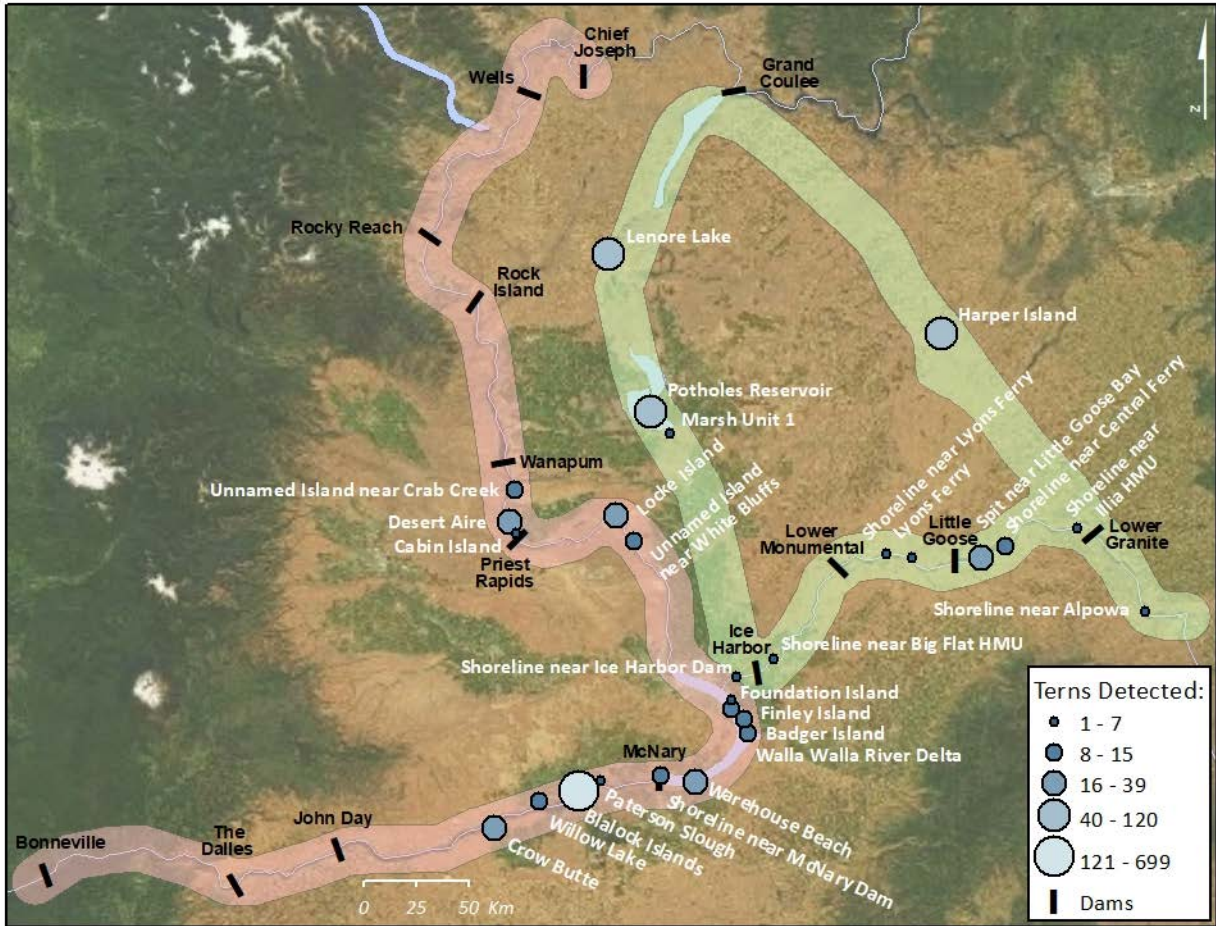 Chief
Joseph
Wells
Grand
Coulee
N
Rocky Reach
Rock
Island
Lenore Lake
Harper Island
Potholes Reservoir
Marsh Unit 1
Wanapum
Unnamed Island near Crab Creek
Desert Aire
Cabin Island
Priest
Rapids
Locke Island
Unnamed Island
near White Bluffs
Lower
Monumental
Shoreline near Lyons Ferry
Lyons Ferry
Little
Goose
Spit near Little Goose Bay
Shoreline near Central Ferry
Shoreline near
Illia HMU
Lower
Granite
Shoreline near Alpowa
Ice
Harbor
Shoreline near Big Flat HMU
Shoreline near Ice Harbor Dam
Foundation Island
Finley Island
Badger Island
Walla Walla River Delta
McNary
Warehouse Beach
Shoreline near McNary Dam
Paterson Slough
Blalock Islands
Willow Lake
Crow Butte
John Day
The
Dalles
Bonneville
0 25 50 Km
Terns Detected:
1 - 7
8 - 15
16 - 39
40 - 120
121 - 699
Dams